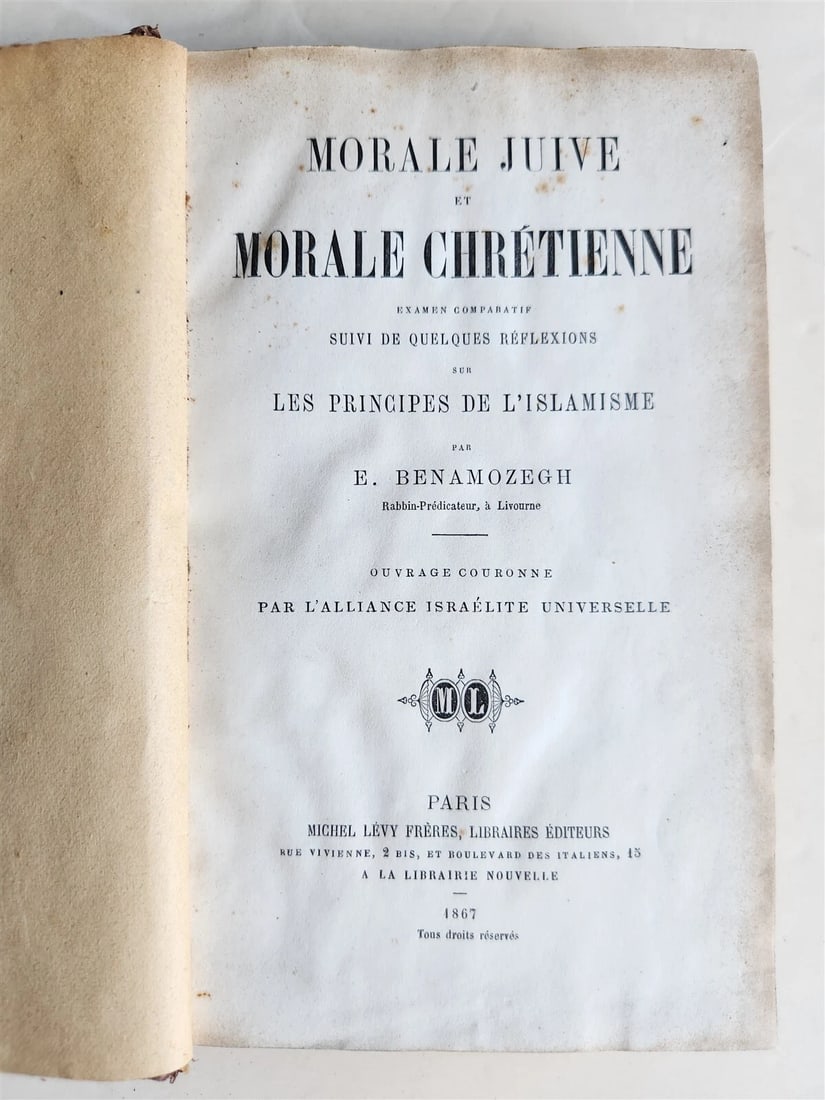 MORALE JUIVE
ET
MORALE CHRÉTIENNE
EXAMEN COMPARATIF
SUIVI DE QUELQUES RÉFLEXIONS
SUR
LES PRINCIPES DE L'ISLAMISME
PAR
E. BENAMOZEGH
Rabbin-Prédicateur, à Livourne
OUVRAGE COURONNE
PAR L'ALLIANCE ISRAÉLITE UNIVERSELLE
ML
PARIS
MICHEL LÉVY FRÈRES, LIBRAIRES ÉDITEURS
RUE VIVIENNE, 2 BIS, ET BOULEVARD DES ITALIENS, 15
A LA LIBRAIRIE NOUVELLE
1867
Tous droits réservés